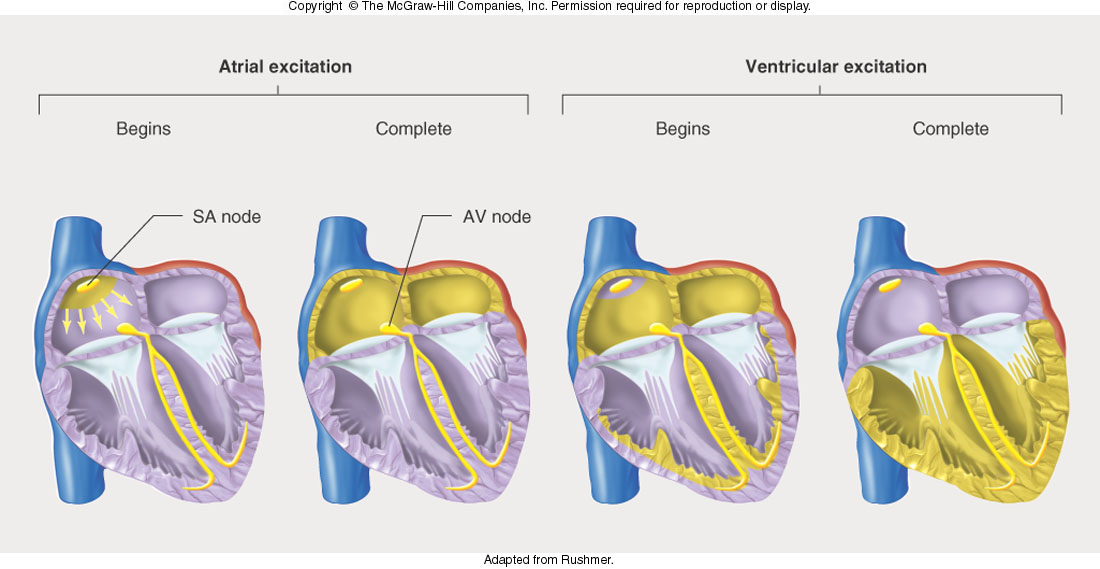 Copyright © The McGraw-Hill Companies, Inc. Permission required for reproduction or display.
Atrial excitation
Ventricular excitation
Begins
Complete
Begins
Complete
SA node
AV node
Adapted from Rushmer.